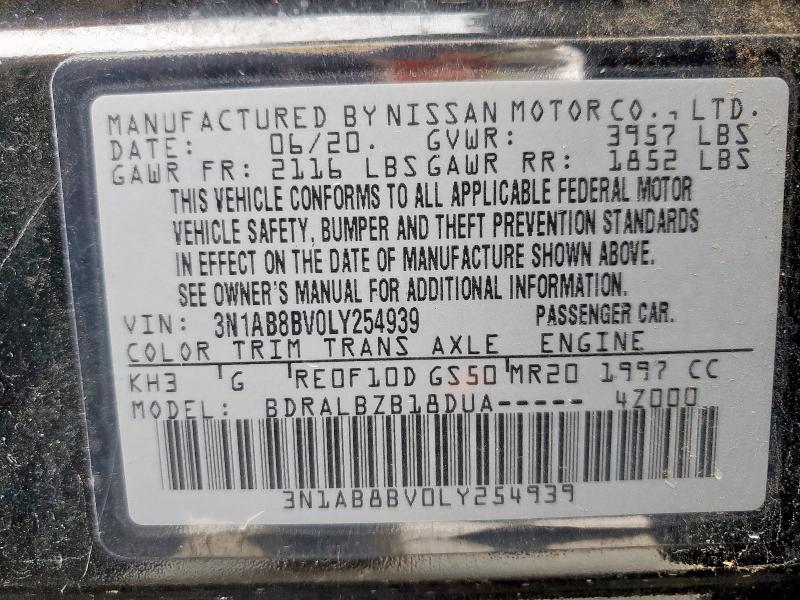 MANUFACTURED BY NISSAN MOTOR CO., LTD.
DATE: 06/20. GVWR: 3957 LBS
GAWR FR: 2116 LBS GAWR RR: 1852 LBS
THIS VEHICLE CONFORMS TO ALL APPLICABLE FEDERAL MOTOR
VEHICLE SAFETY, BUMPER AND THEFT PREVENTION STANDARDS
IN EFFECT ON THE DATE OF MANUFACTURE SHOWN ABOVE.
SEE OWNER'S MANUAL FOR ADDITIONAL INFORMATION.
VIN: 3N1AB8BV0LY254939 PASSENGER CAR.
COLOR TRIM TRANS AXLE ENGINE
KH3 G RE0F10D GS50 MR20 1997 CC
MODEL: BDRALBZB18DUA----- 4Z000
3N1AB8BV0LY254939